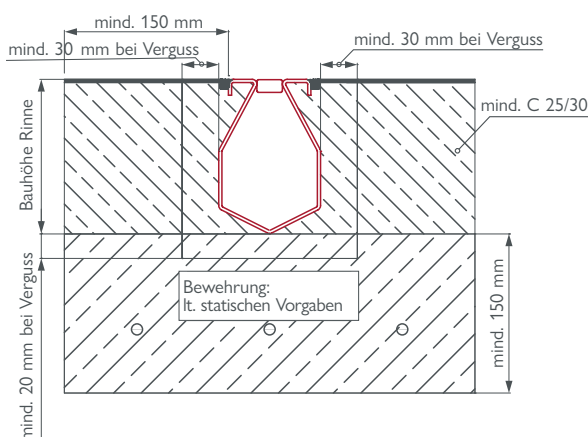 mind. 150 mm
mind. 30 mm bei Verguss
mind. 30 mm bei Verguss
mind. C 25/30
Bauhöhe Rinne
Bewehrung:
lt. statischen Vorgaben
mind. 150 mm
mind. 20 mm bei Verguss